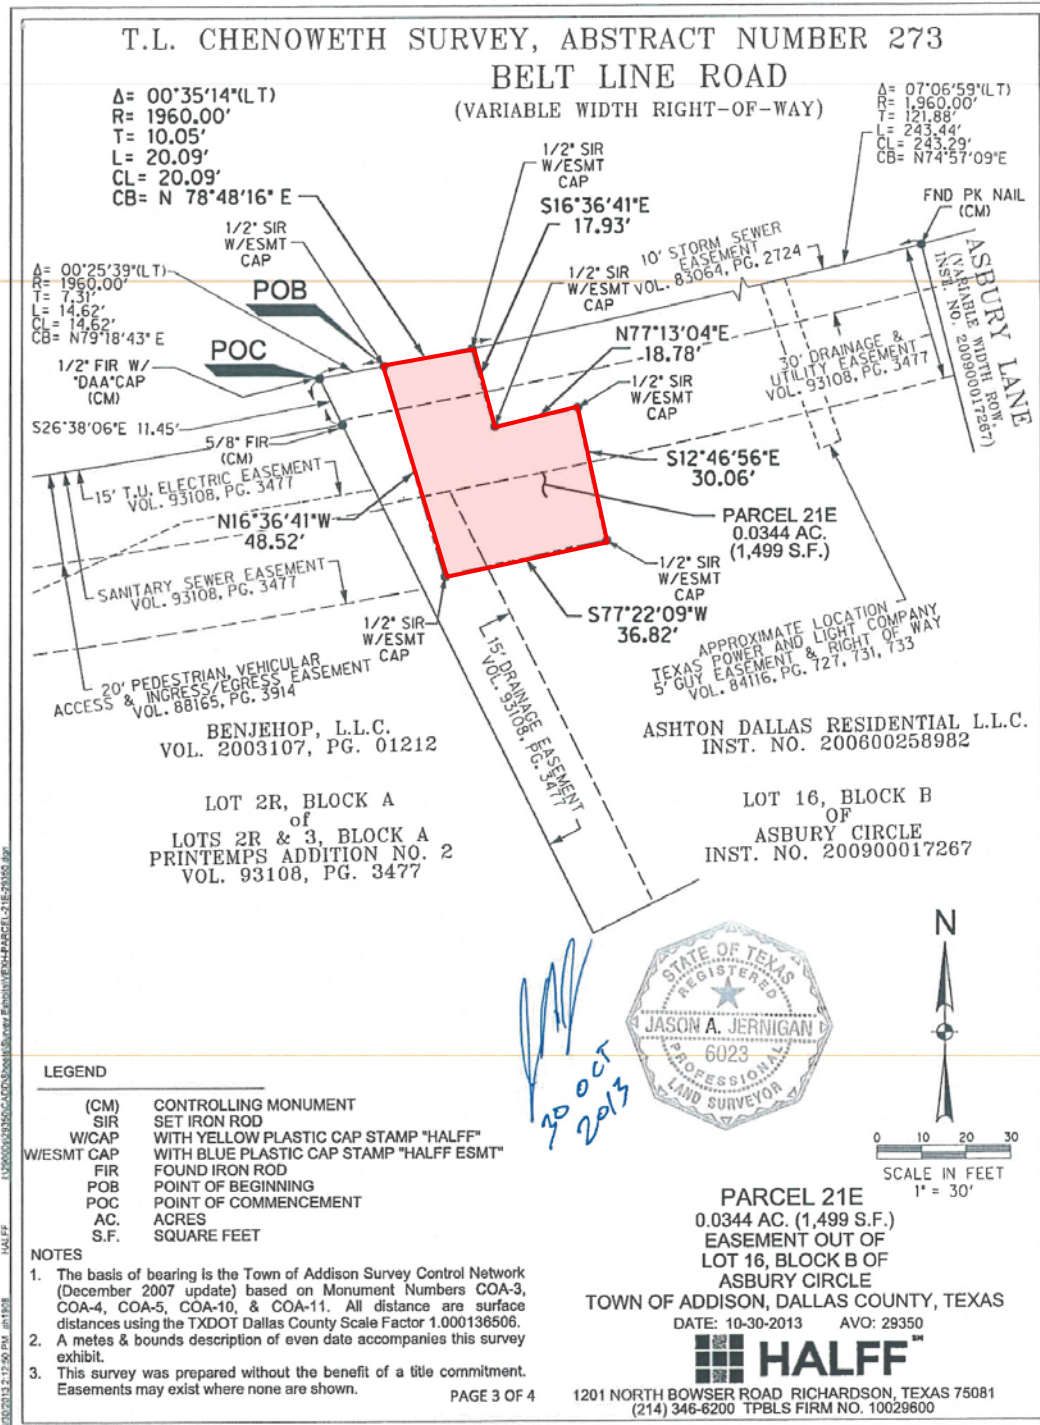 T.L. CHENOWETH SURVEY, ABSTRACT NUMBER 273
BELT LINE ROAD
(VARIABLE WIDTH RIGHT-OF-WAY)
Δ= 00°35'14"(LT)
R= 1960.00'
T= 10.05'
L= 20.09'
CL= 20.09'
CB= N 78°48'16" E
Δ= 07°06'59"(LT)
R= 1,960.00'
T= 121.88'
L= 243.44'
CL= 243.29'
CB= N74°57'09"E
1/2" SIR
W/ESMT
CAP
S16°36'41"E
17.93'
FND PK NAIL
(CM)
1/2" SIR
W/ESMT
CAP
10' STORM SEWER
EASEMENT
VOL. 83064, PG. 2724
ASBURY LANE
(VARIABLE WIDTH ROW,
INST. NO. 200900017267)
Δ= 00°25'39"(LT)
R= 1960.00'
T= 7.31'
L= 14.62'
CL= 14.62'
CB= N79°18'43" E
POB
1/2" SIR
W/ESMT
CAP
N77°13'04"E
18.78'
POC
1/2" FIR W/
"DAA"CAP
(CM)
30' DRAINAGE &
UTILITY EASEMENT
VOL. 93108, PG. 3477
1/2" SIR
W/ESMT
CAP
S26°38'06"E 11.45'
5/8" FIR
(CM)
15' T.U. ELECTRIC EASEMENT
VOL. 93108, PG. 3477
S12°46'56"E
30.06'
N16°36'41"W
48.52'
PARCEL 21E
0.0344 AC.
(1,499 S.F.)
SANITARY SEWER EASEMENT
VOL. 93108, PG. 3477
1/2" SIR
W/ESMT
CAP
S77°22'09"W
36.82'
1/2" SIR
W/ESMT
CAP
APPROXIMATE LOCATION
TEXAS POWER AND LIGHT COMPANY
5' GUY EASEMENT & RIGHT OF WAY
VOL. 84116, PG. 727, 731, 733
20' PEDESTRIAN, VEHICULAR
ACCESS & INGRESS/EGRESS EASEMENT
VOL. 88165, PG. 3914
15' DRAINAGE EASEMENT
VOL. 93108, PG. 3477
BENJEHOP, L.L.C.
VOL. 2003107, PG. 01212
ASHTON DALLAS RESIDENTIAL L.L.C.
INST. NO. 200600258982
LOT 2R, BLOCK A
of
LOTS 2R & 3, BLOCK A
PRINTEMPS ADDITION NO. 2
VOL. 93108, PG. 3477
LOT 16, BLOCK B
OF
ASBURY CIRCLE
INST. NO. 200900017267
N
STATE OF TEXAS
REGISTERED
JASON A. JERNIGAN
6023
PROFESSIONAL
LAND SURVEYOR
30 OCT
2013
LEGEND
(CM) CONTROLLING MONUMENT
SIR SET IRON ROD
W/CAP WITH YELLOW PLASTIC CAP STAMP "HALFF"
W/ESMT CAP WITH BLUE PLASTIC CAP STAMP "HALFF ESMT"
FIR FOUND IRON ROD
POB POINT OF BEGINNING
POC POINT OF COMMENCEMENT
AC. ACRES
S.F. SQUARE FEET
0 10 20 30
SCALE IN FEET
1" = 30'
NOTES
1. The basis of bearing is the Town of Addison Survey Control Network
(December 2007 update) based on Monument Numbers COA-3,
COA-4, COA-5, COA-10, & COA-11. All distance are surface
distances using the TXDOT Dallas County Scale Factor 1.000136506.
2. A metes & bounds description of even date accompanies this survey
exhibit.
3. This survey was prepared without the benefit of a title commitment.
Easements may exist where none are shown.
PAGE 3 OF 4
PARCEL 21E
0.0344 AC. (1,499 S.F.)
EASEMENT OUT OF
LOT 16, BLOCK B OF
ASBURY CIRCLE
TOWN OF ADDISON, DALLAS COUNTY, TEXAS
DATE: 10-30-2013 AVO: 29350
HALFF SM
1201 NORTH BOWSER ROAD RICHARDSON, TEXAS 75081
(214) 346-6200 TPBLS FIRM NO. 10029600
HALFF